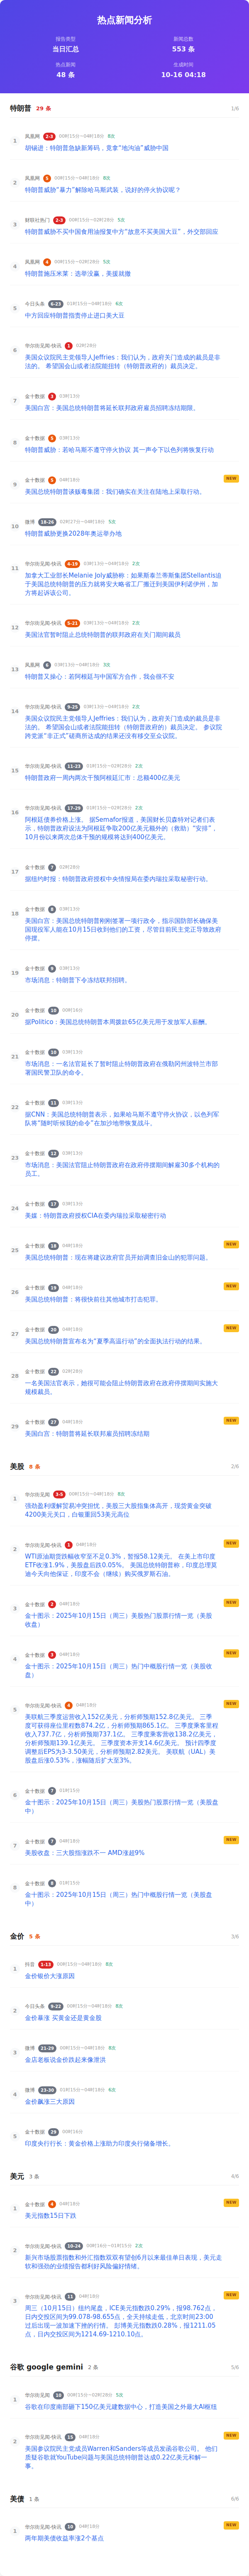 热点新闻分析
报告类型
当日汇总
新闻总数
553 条
热点新闻
48 条
生成时间
10-16 04:18
特朗普 29 条 1/6
1
凤凰网 2-3 00时15分~04时18分 8次
胡锡进：特朗普急缺新筹码，竟拿“地沟油”威胁中国
2
凤凰网 5 00时15分~04时18分 8次
特朗普威胁“暴力”解除哈马斯武装，说好的停火协议呢？
3
财联社热门 2-3 00时15分~02时28分 5次
特朗普威胁不买中国食用油报复中方“故意不买美国大豆”，外交部回应
4
凤凰网 4 00时15分~02时28分 5次
特朗普施压米莱：选举没赢，美援就撤
5
今日头条 6-23 01时15分~04时18分 6次
中方回应特朗普指责停止进口美大豆
6
华尔街见闻-快讯 1 02时28分
美国众议院民主党领导人Jeffries：我们认为，政府关门造成的裁员是非
法的。 希望国会山或者法院能扭转（特朗普政府的）裁员决定。
7
金十数据 3 03时13分
美国白宫：美国总统特朗普将延长联邦政府雇员招聘冻结期限。
8
金十数据 5 03时13分
特朗普威胁：若哈马斯不遵守停火协议 其一声令下以色列将恢复行动
9
金十数据 5 04时18分
NEW
美国总统特朗普谈贩毒集团：我们确实在关注在陆地上采取行动。
10
微博 16-26 02时27分~04时18分 5次
特朗普威胁更换2028年奥运举办地
11
华尔街见闻-快讯 4-19 03时13分~04时18分 2次
加拿大工业部长Melanie Joly威胁称：如果斯泰兰蒂斯集团Stellantis迫
于美国总统特朗普的压力就将安大略省工厂搬迁到美国伊利诺伊州，加
方将起诉该公司。
12
华尔街见闻-快讯 5-21 03时13分~04时18分 2次
美国法官暂时阻止总统特朗普的联邦政府在关门期间裁员
13
凤凰网 6 03时13分~04时18分 3次
特朗普又操心：若阿根廷与中国军方合作，我会很不安
14
华尔街见闻-快讯 9-25 03时13分~04时18分 2次
美国众议院民主党领导人Jeffries：我们认为，政府关门造成的裁员是非
法的。 希望国会山或者法院能扭转（特朗普政府的）裁员决定。 参议院
跨党派“非正式”磋商所达成的结果还没有移交至众议院。
15
华尔街见闻-快讯 11-23 01时15分~02时28分 2次
特朗普政府一周内两次干预阿根廷汇市：总额400亿美元
16
华尔街见闻-快讯 17-29 01时15分~02时28分 2次
阿根廷债券价格上涨。 据Semafor报道，美国财长贝森特对记者们表
示，特朗普政府设法为阿根廷争取200亿美元额外的（救助）“安排”，
10月份以来两次总体干预的规模将达到400亿美元。
17
金十数据 7 02时28分
据纽约时报：特朗普政府授权中央情报局在委内瑞拉采取秘密行动。
18
金十数据 8 03时13分
美国白宫：美国总统特朗普刚刚签署一项行政令，指示国防部长确保美
国现役军人能在10月15日收到他们的工资，尽管目前民主党正导致政府
停摆。
19
金十数据 9 03时13分
市场消息：特朗普下令冻结联邦招聘。
20
金十数据 10 00时16分
据Politico：美国总统特朗普本周拨款65亿美元用于发放军人薪酬。
21
金十数据 10 03时13分
市场消息：一名法官延长了暂时阻止特朗普政府在俄勒冈州波特兰市部
署国民警卫队的命令。
22
金十数据 11 03时13分
据CNN：美国总统特朗普表示，如果哈马斯不遵守停火协议，以色列军
队将“随时听候我的命令”在加沙地带恢复战斗。
23
金十数据 12 03时13分
市场消息：美国法官阻止特朗普政府在政府停摆期间解雇30多个机构的
员工。
24
金十数据 17 03时13分
美媒：特朗普政府授权CIA在委内瑞拉采取秘密行动
25
金十数据 18 04时18分
NEW
美国总统特朗普：现在将建议政府官员开始调查旧金山的犯罪问题。
26
金十数据 19 04时18分
NEW
美国总统特朗普：将很快前往其他城市打击犯罪。
27
金十数据 20 04时18分
NEW
美国总统特朗普宣布名为“夏季高温行动”的全面执法行动的结果。
28
金十数据 22 02时28分
一名美国法官表示，她很可能会阻止特朗普政府在政府停摆期间实施大
规模裁员。
29
金十数据 27 04时18分
NEW
美国白宫：特朗普将延长联邦雇员招聘冻结期
美股 8 条 2/6
1
华尔街见闻 3-5 00时15分~04时18分 8次
强劲盈利缓解贸易冲突担忧，美股三大股指集体高开，现货黄金突破
4200美元关口，白银重回53美元高位
2
华尔街见闻-快讯 1 04时18分
NEW
WTI原油期货跌幅收窄至不足0.3%，暂报58.12美元。 在美上市印度
ETF收涨1.9%，美股盘后跌0.05%。 美国总统特朗普称，印度总理莫
迪今天向他保证，印度不会（继续）购买俄罗斯石油。
3
金十数据 1 04时18分
NEW
金十图示：2025年10月15日（周三）美股热门股票行情一览（美股
收盘）
4
金十数据 3 04时18分
NEW
金十图示：2025年10月15日（周三）热门中概股行情一览（美股收
盘）
5
华尔街见闻-快讯 4 04时18分
NEW
美联航三季度运营收入152亿美元，分析师预期152.8亿美元。 三季
度可获得座位里程数874.2亿，分析师预期865.1亿。 三季度乘客里程
收入737.7亿，分析师预期737.1亿。 三季度乘客营收138.2亿美元，
分析师预期139.1亿美元。 三季度资本开支14.6亿美元。 预计四季度
调整后EPS为3-3.50美元，分析师预期2.82美元。 美联航（UAL）美
股盘后涨0.53%，涨幅随后扩大至3%。
6
金十数据 7 01时15分
金十图示：2025年10月15日（周三）美股热门股票行情一览（美股盘
中）
7
金十数据 7 04时18分
NEW
美股收盘：三大股指涨跌不一 AMD涨超9%
8
金十数据 8 01时15分
金十图示：2025年10月15日（周三）热门中概股行情一览（美股盘
中）
金价 5 条 3/6
1
抖音 1-13 00时15分~04时18分 8次
金价银价大涨原因
2
今日头条 9-22 00时15分~04时18分 8次
金价暴涨 买黄金还是黄金股
3
微博 21-29 00时15分~04时18分 8次
金店老板说金价跌起来像泄洪
4
微博 23-30 01时15分~04时18分 6次
金价飙涨三大原因
5
金十数据 29 00时16分
印度央行行长：黄金价格上涨助力印度央行储备增长。
美元 3 条 4/6
1
金十数据 4 04时18分
NEW
美元指数15日下跌
2
华尔街见闻-快讯 10-24 00时16分~01时15分 2次
新兴市场股票指数和外汇指数双双有望创6月以来最佳单日表现，美元走
软和强劲的业绩报告都利好风险偏好情绪。
3
华尔街见闻-快讯 11 04时18分
NEW
周三（10月15日）纽约尾盘，ICE美元指数跌0.29%，报98.762点，
日内交投区间为99.078-98.655点，全天持续走低，北京时间23:00
过后出现一波加速下挫的行情。 彭博美元指数跌0.28%，报1211.05
点，日内交投区间为1214.69-1210.10点。
谷歌 google gemini 2 条 5/6
1
华尔街见闻 10 00时15分~02时28分 5次
谷歌在印度南部砸下150亿美元建数据中心，打造美国之外最大AI枢纽
2
华尔街见闻-快讯 15 04时18分
NEW
美国参议院民主党成员Warren和Sanders等成员发函谷歌公司。 他们
质疑谷歌就YouTube问题与美国总统特朗普达成0.22亿美元和解一
事。
美债 1 条 6/6
1
华尔街见闻-快讯 10 04时18分
NEW
两年期美债收益率涨2个基点